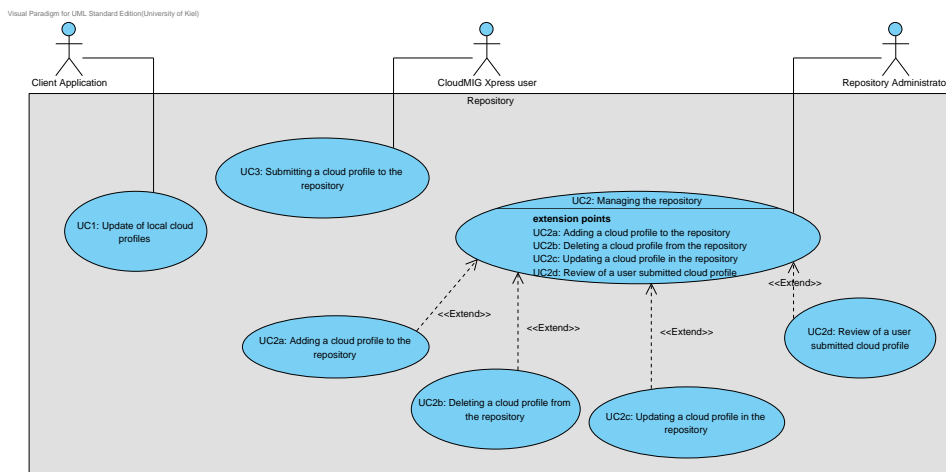 Visual Paradigm for UML Standard Edition(University of Kiel)
Client Application
CloudMIG Xpress user
Repository Administrato
Repository
UC3: Submitting a cloud profile to the
repository
UC1: Update of local cloud
profiles
UC2: Managing the repository
extension points
UC2a: Adding a cloud profile to the repository
UC2b: Deleting a cloud profile from the repository
UC2c: Updating a cloud profile in the repository
UC2d: Review of a user submitted cloud profile
<<Extend>>
<<Extend>>
<<Extend>>
<<Extend>>
UC2a: Adding a cloud profile to the
repository
UC2d: Review of a user
submitted cloud profile
UC2b: Deleting a cloud profile from
the repository
UC2c: Updating a cloud profile in the
repository